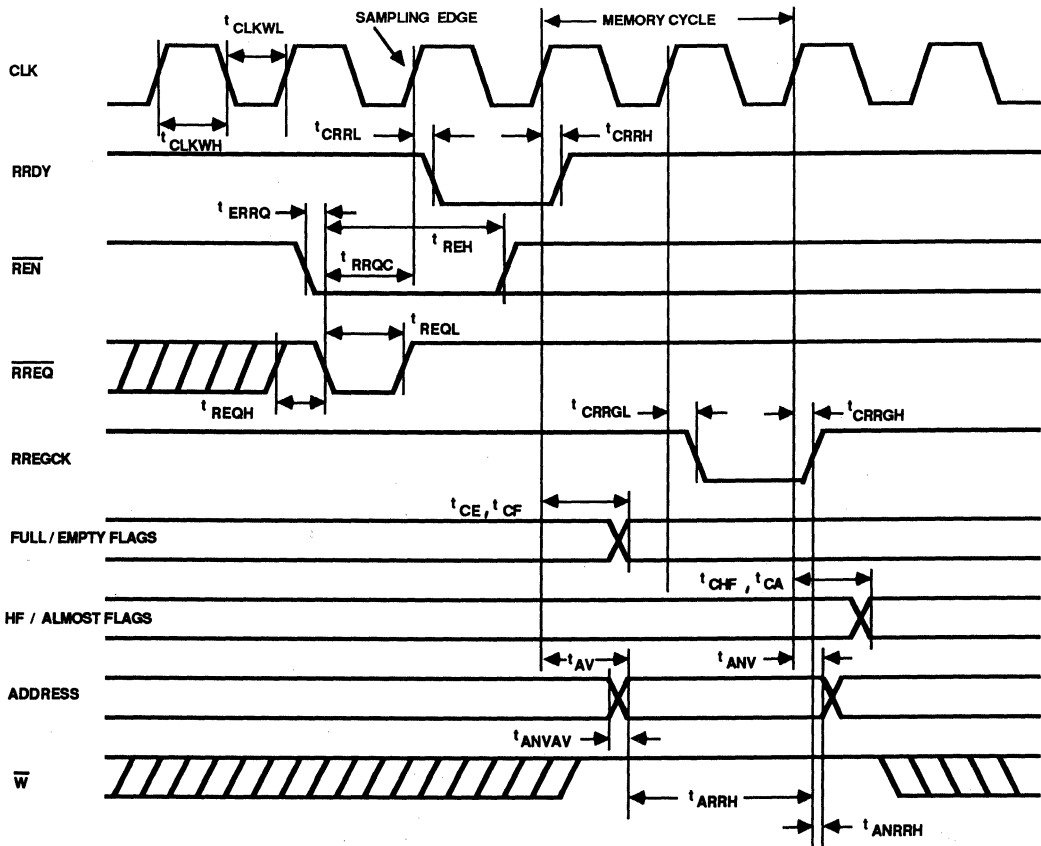 SAMPLING EDGE
MEMORY CYCLE
t CLKWL
CLK
t CLKWH
t CRRL
t CRRH
RRDY
t ERRQ
t REH
t RRQC
REN
t REQL
RREQ
t REQH
t CRRGL
t CRRGH
RREGCK
t CE , t CF
FULL / EMPTY FLAGS
t CHF , t CA
HF / ALMOST FLAGS
t AV
t ANV
ADDRESS
t ANVAV
W
t ARRH
t ANRRH